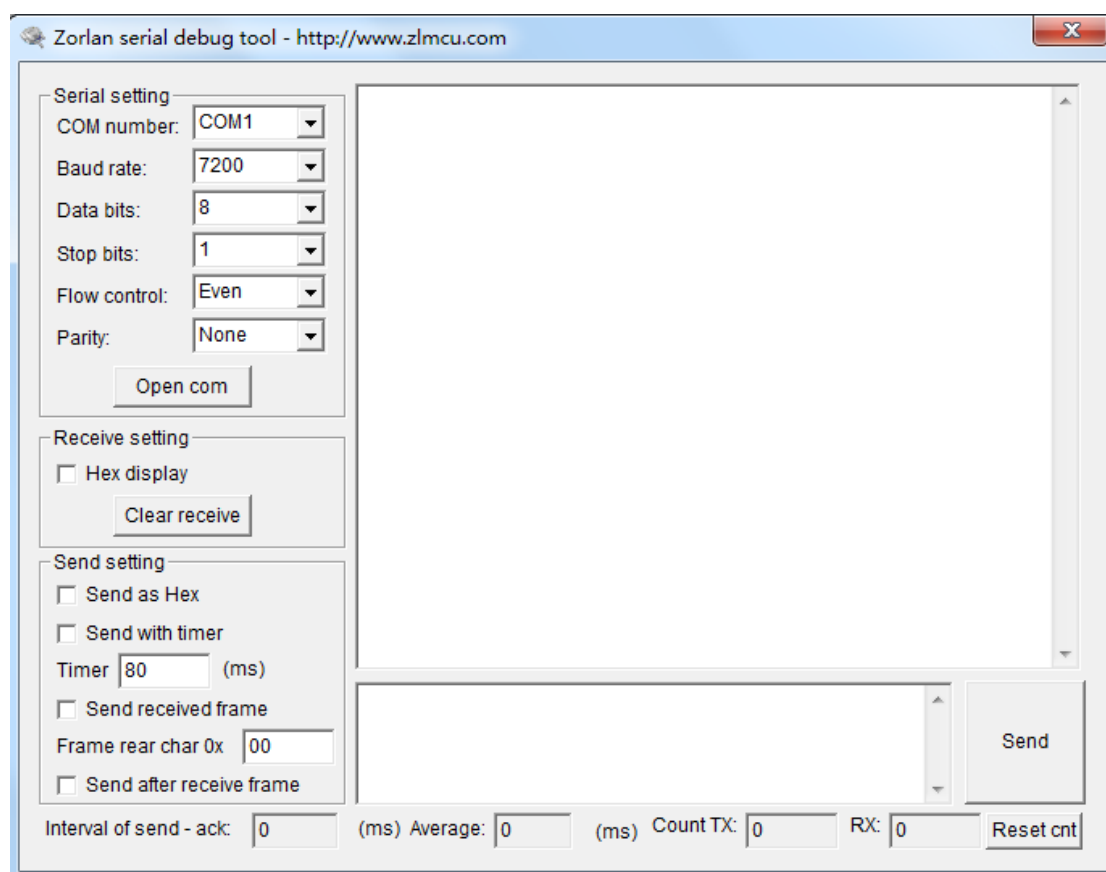 Zorlan serial debug tool - http://www.zlmcu.com
x
Serial setting
COM number: COM1
Baud rate: 7200
Data bits: 8
Stop bits: 1
Flow control: Even
Parity: None
Open com
Receive setting
Hex display
Clear receive
Send setting
Send as Hex
Send with timer
Timer 80 (ms)
Send received frame
Frame rear char 0x 00
Send after receive frame
Send
Interval of send - ack: 0 (ms) Average: 0 (ms) Count TX: 0 RX: 0 Reset cnt